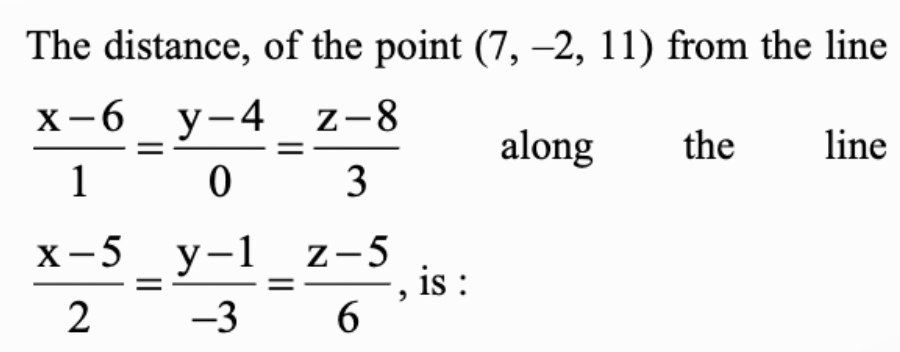 The distance, of the point (7, –2, 11) from the line
x – 6 / 1 = y – 4 / 0 = z – 8 / 3 along the line
x – 5 / 2 = y – 1 / –3 = z – 5 / 6, is :